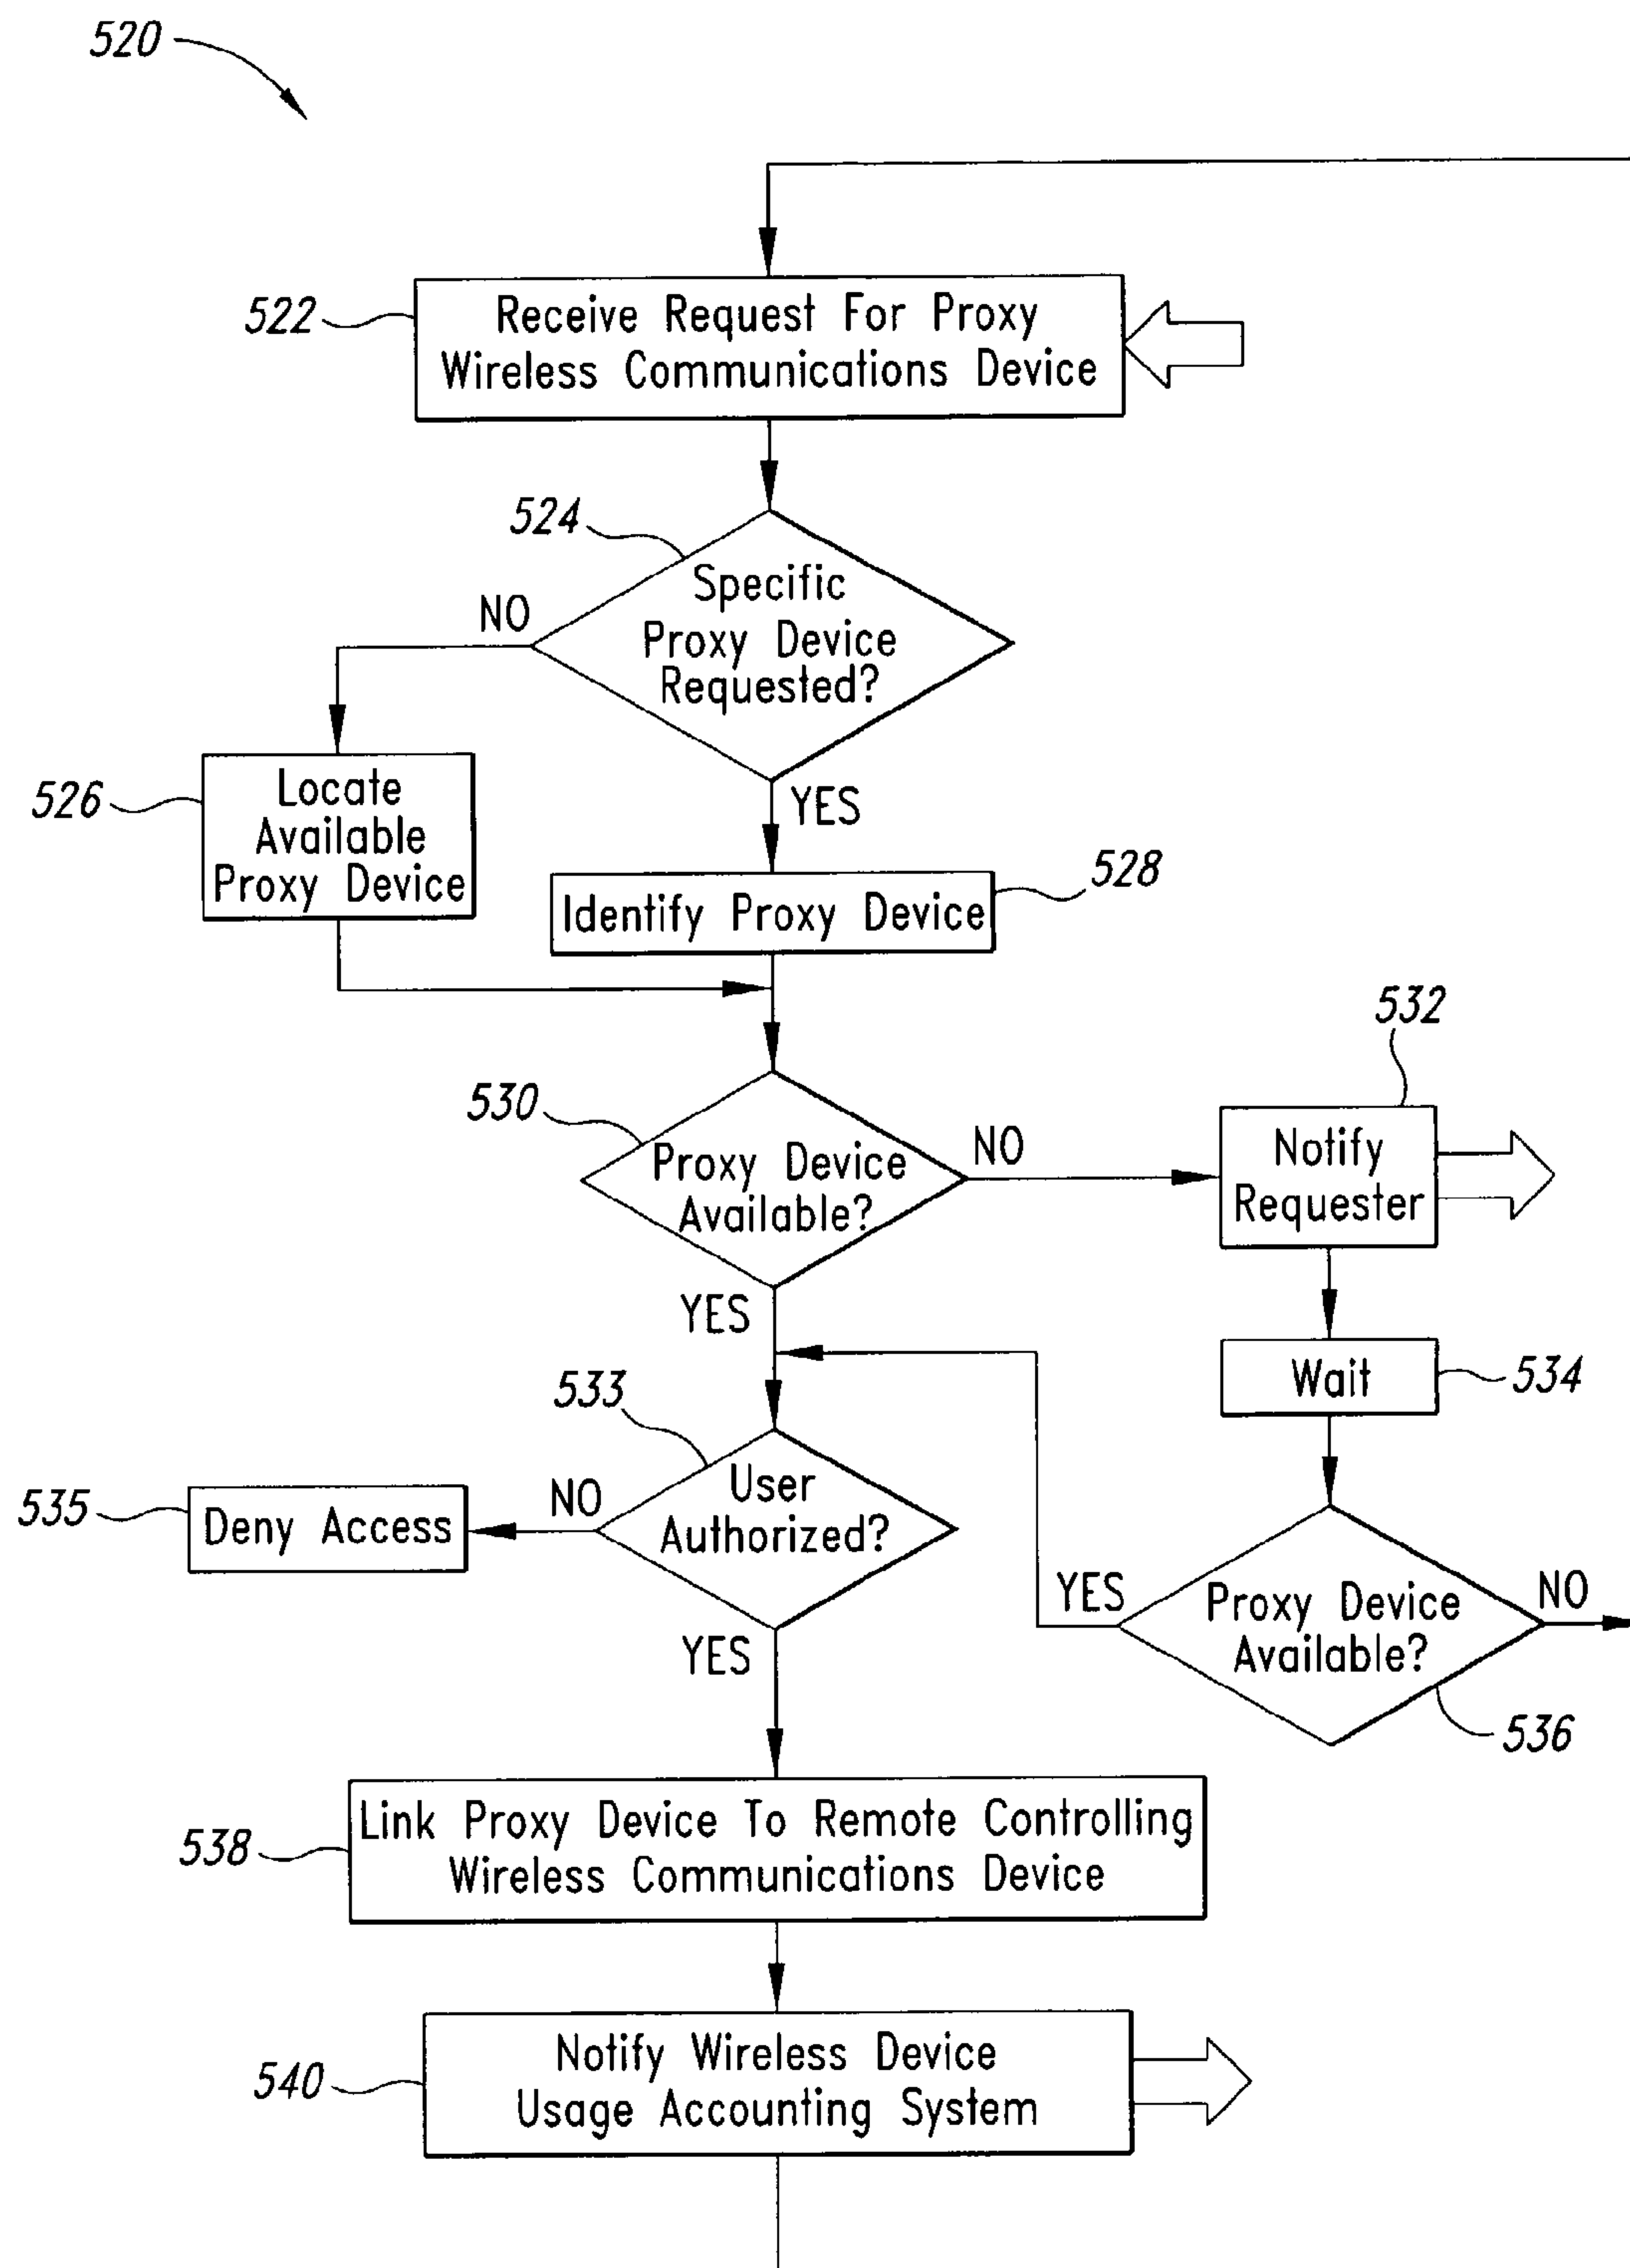 520
522
Receive Request For Proxy
Wireless Communications Device
524
Specific
Proxy Device
Requested?
NO
YES
526
Locate
Available
Proxy Device
528
Identify Proxy Device
530
Proxy Device
Available?
NO
YES
532
Notify
Requester
534
Wait
533
User
Authorized?
NO
YES
535
Deny Access
536
Proxy Device
Available?
YES
NO
538
Link Proxy Device To Remote Controlling
Wireless Communications Device
540
Notify Wireless Device
Usage Accounting System